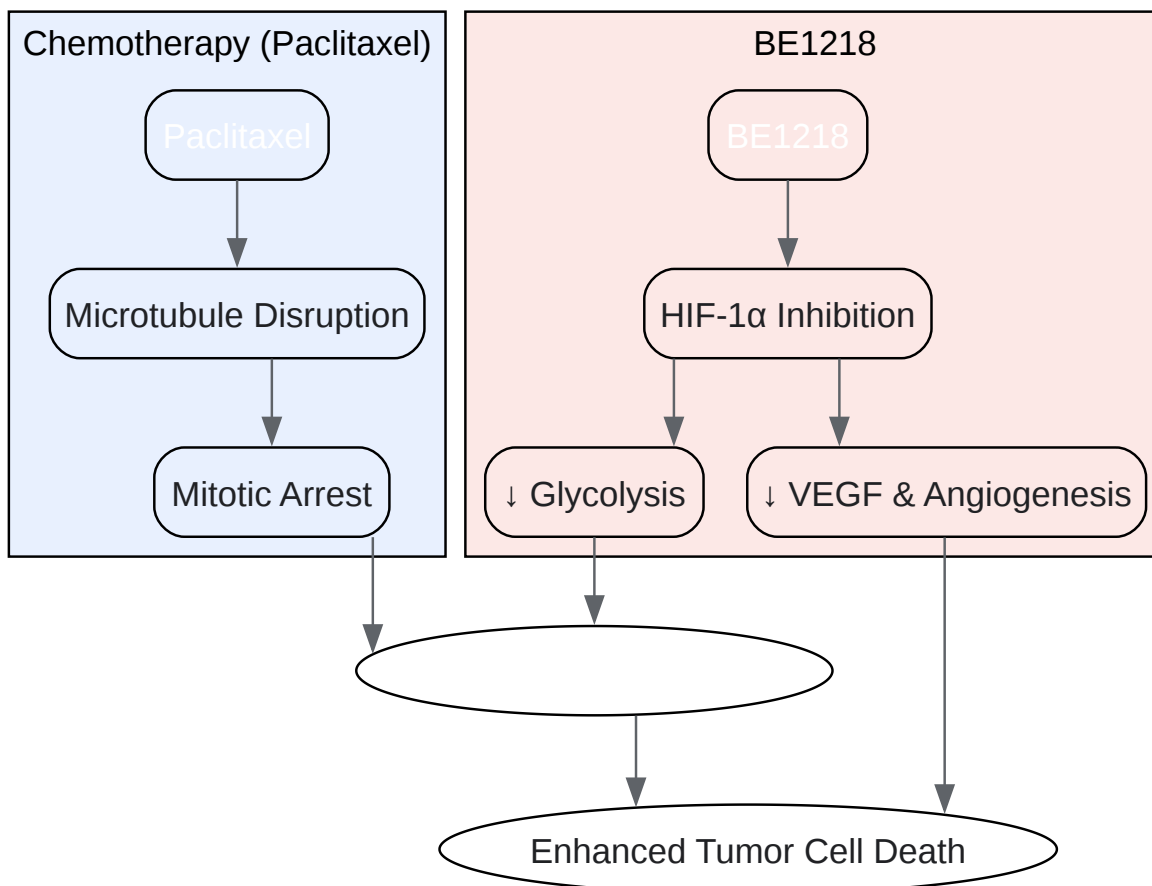 Chemotherapy (Paclitaxel)
BE1218
Paclitaxel
BE1218
Microtubule Disruption
HIF-1α Inhibition
Mitotic Arrest
↓ Glycolysis
↓ VEGF & Angiogenesis
Enhanced Tumor Cell Death